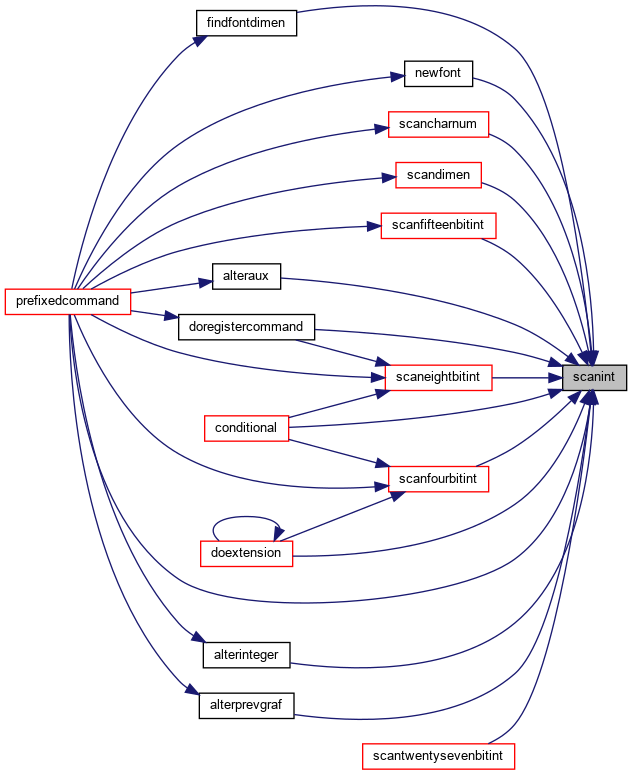 findfontdimen
newfont
scancharnum
scandimen
scanfifteenbitint
alteraux
prefixedcommand
doregistercommand
scaneightbitint
scanint
conditional
scanfourbitint
doextension
alterinteger
alterprevgraf
scantwentysevenbitint